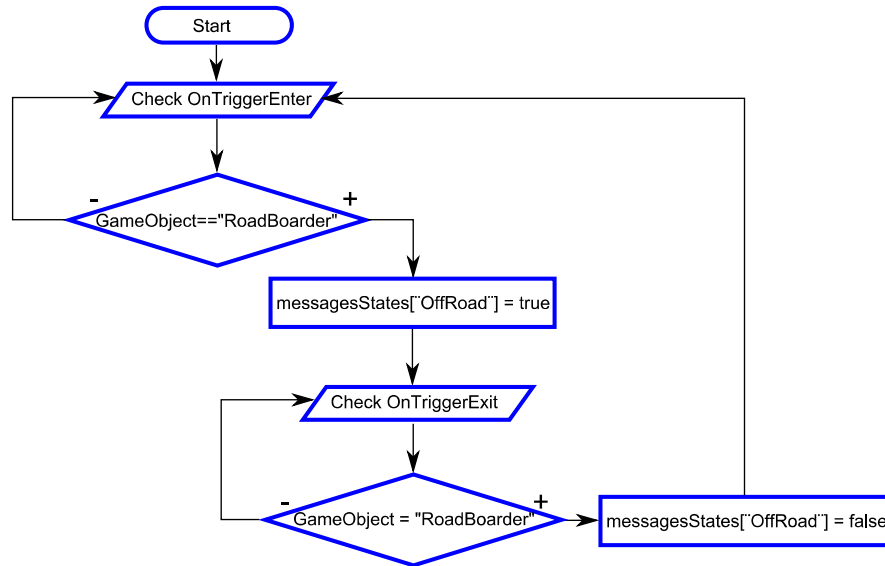 Start
Check OnTriggerEnter
-
+
GameObject=="RoadBoarder"
messagesStates[¨OffRoad¨] = true
Check OnTriggerExit
-
+
GameObject = "RoadBoarder"
messagesStates[¨OffRoad¨] = false